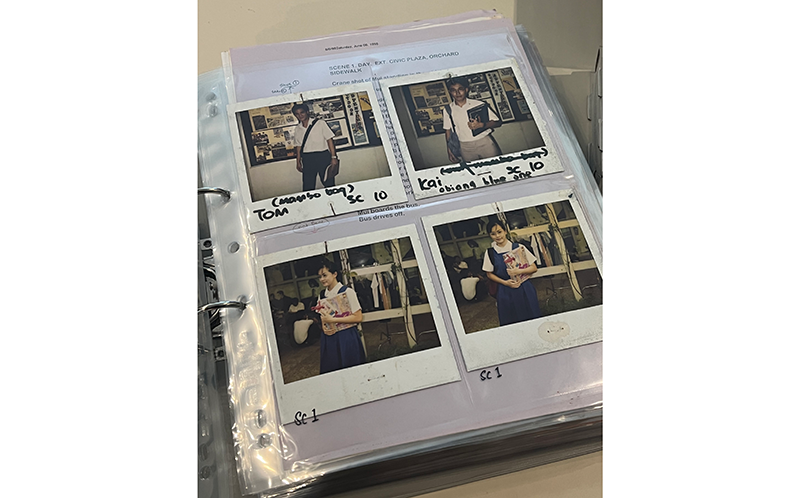 SCENE 1. DAY. EXT. CIVIC PLAZA, ORCHARD
SIDEWALK
Crane shot of
(Mambo bag)
TOM SC 10
Kai SC 10
obiang blue one
Mui boards the bus.
Bus drives off.
SC 1
SC 1